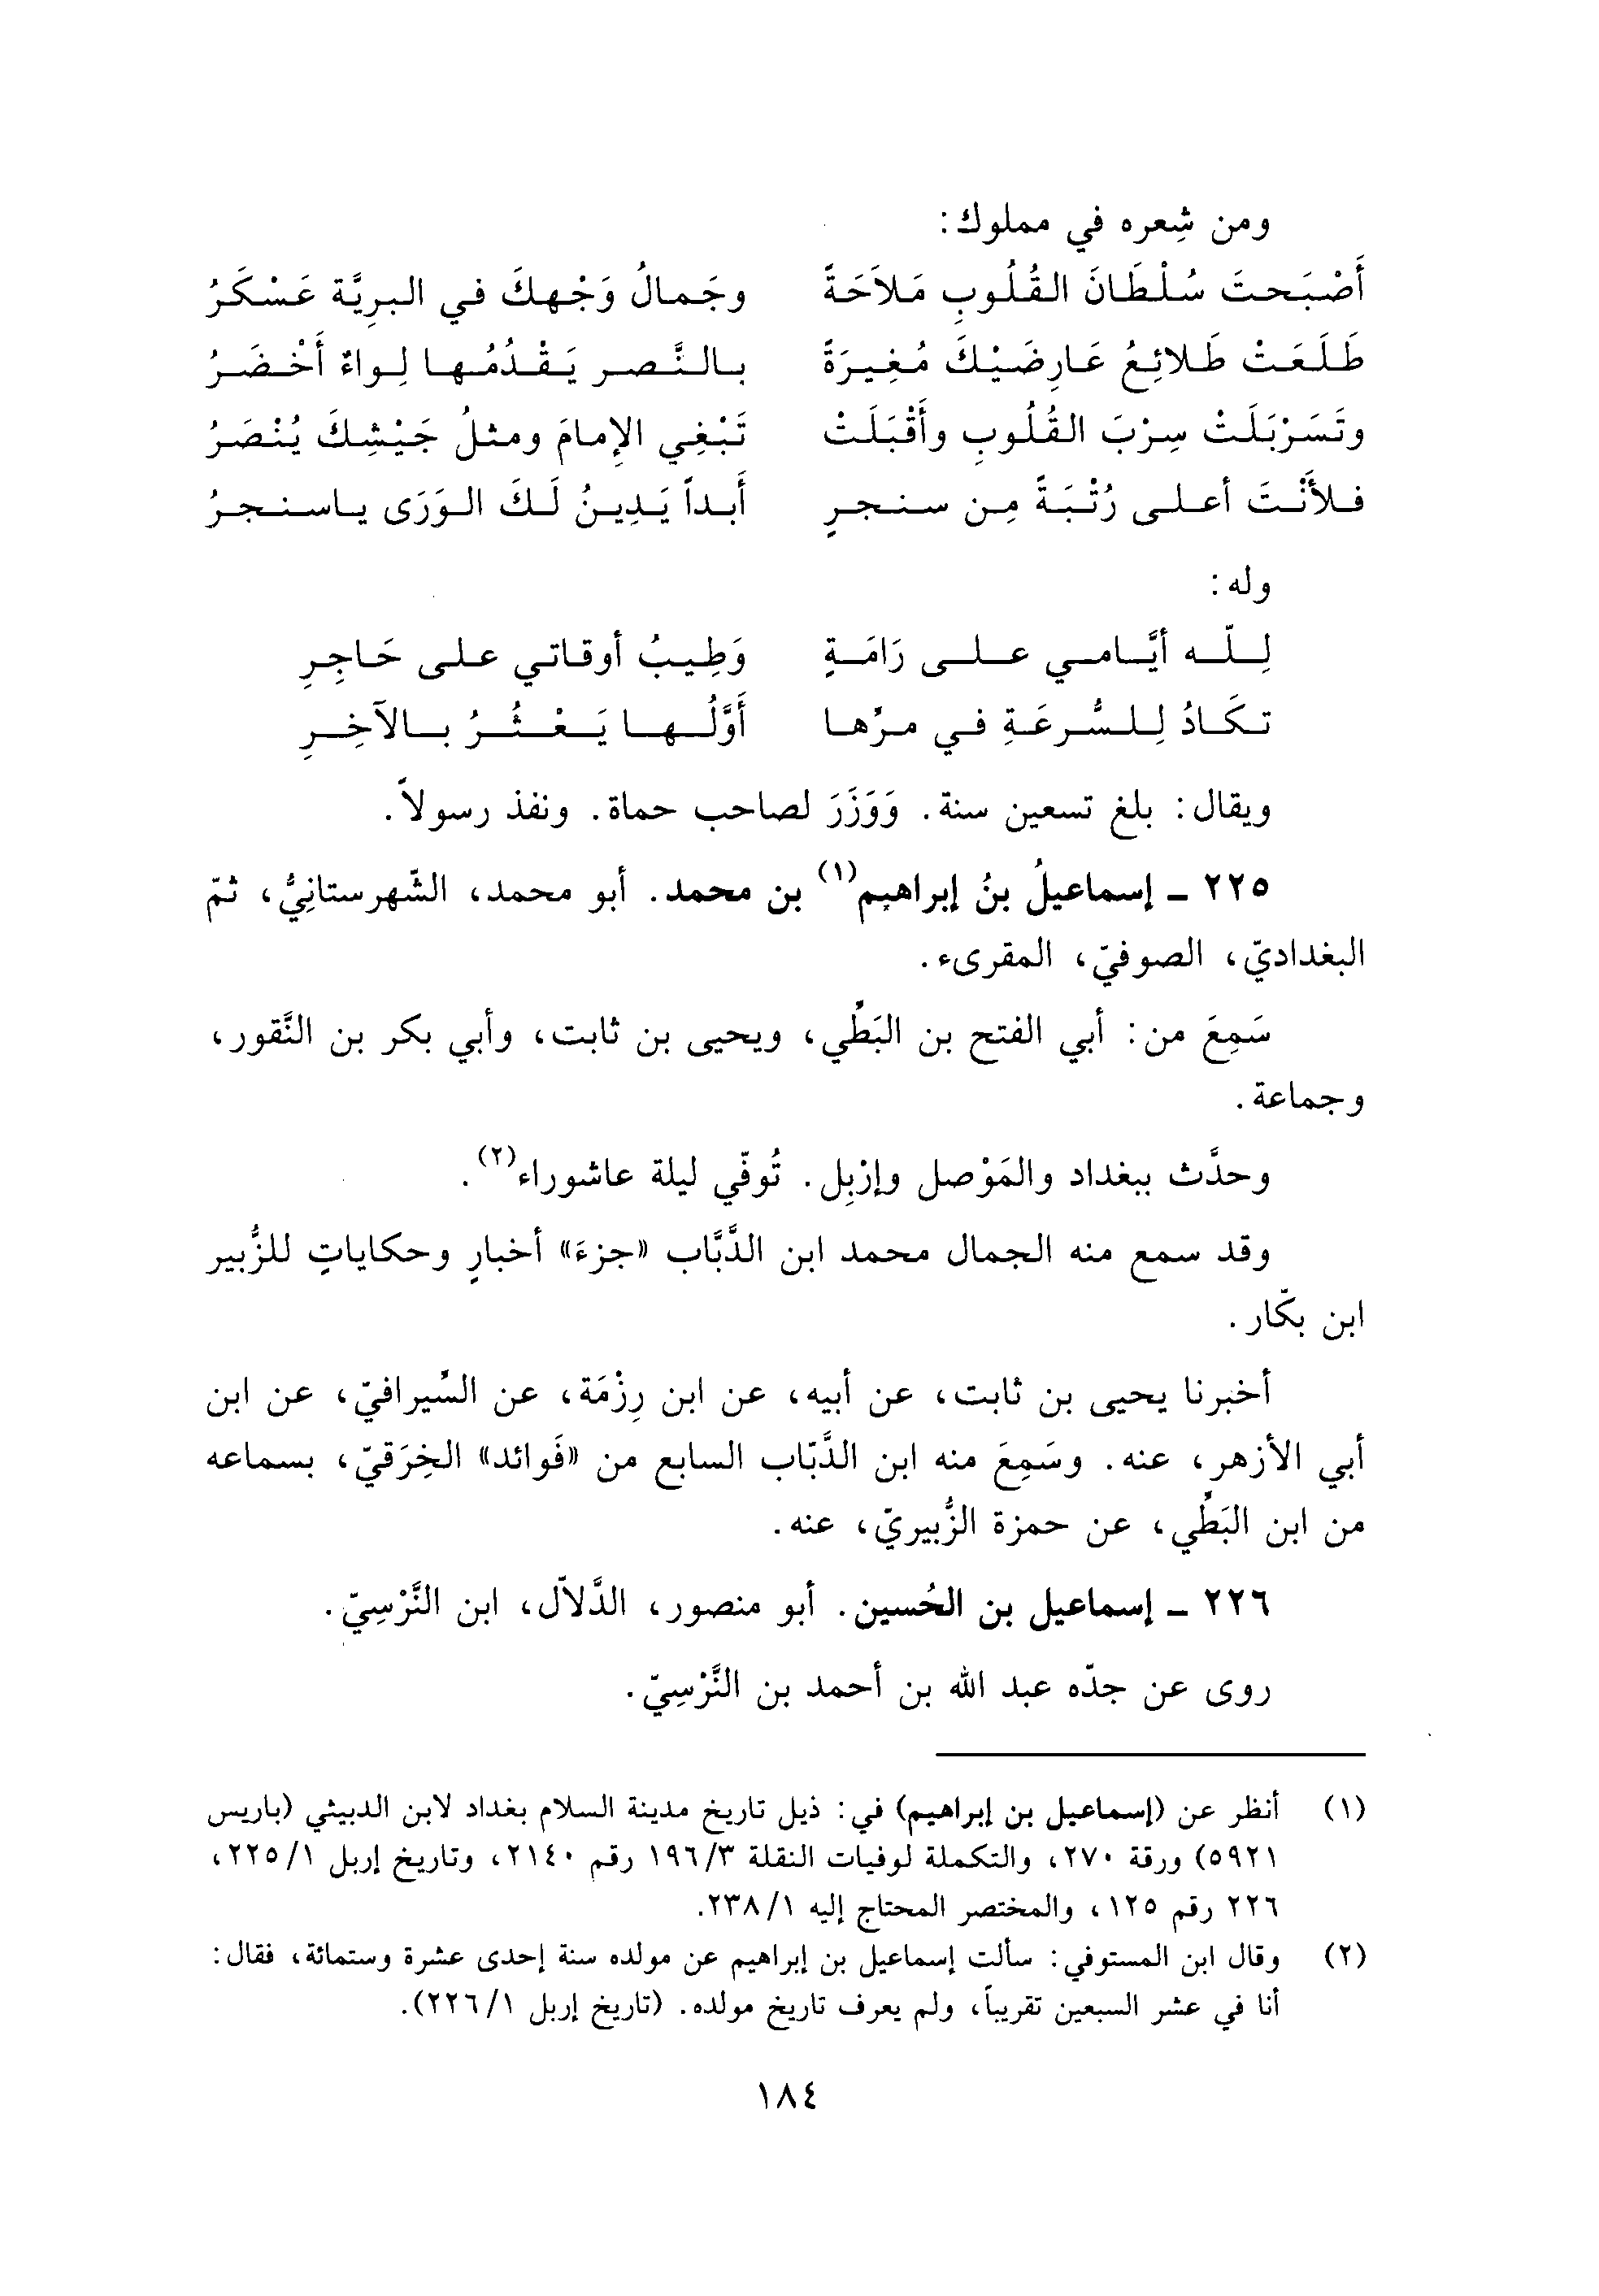 ومن شِعره في مملوك:
أَصْبَحتَ سُلْطَانَ القُلُوبِ مَلاَحَةً وجَمالُ وَجْهكَ في البرِيَّة عَسْكَرُ
طَلَعَتْ طَلائِعُ عَارِضَيْكَ مُغِيرَةً بالنَّصر يَقْدُمُها لِواءٌ أَخْضَرُ
وتَسَرْبَلَتْ سِرْبَ القُلُوبِ وأَقْبَلَتْ تَبْغِي الإِمامَ ومثلُ جَيْشِكَ يُنْصَرُ
فلأَنْتَ أعلى رُتْبَةً مِن سنجرٍ أَبداً يَدِينُ لَكَ الوَرَى ياسنجرُ
وله:
لِلّه أيَّامي على رَامَةٍ وَطِيبُ أوقاتي على حَاجِرِ
تكَادُ لِلسُّرعَةِ في مرِّها أَوَّلُها يَعْثُرُ بالآخِرِ
ويقال: بلغ تسعين سنة. وَوَزَرَ لصاحب حماة. ونفذ رسولاً.
٢٢٥ ـ إسماعيلُ بنُ إبراهيم(١) بن محمد. أبو محمد، الشّهرستانِيُّ، ثمّ
البغداديّ، الصوفيّ، المقرىء.
سَمِعَ من: أبي الفتح بن البَطِّي، ويحيى بن ثابت، وأبي بكر بن النَّقور،
وجماعة.
وحدَّث ببغداد والمَوْصل وإرْبِل. تُوفّي ليلة عاشوراء(٢).
وقد سمع منه الجمال محمد ابن الدَّبَّاب «جزءَ» أخبارٍ وحكاياتٍ للزُّبير
ابن بكّار.
أخبرنا يحيى بن ثابت، عن أبيه، عن ابن رِزْمَة، عن السِّيرافيّ، عن ابن
أبي الأزهر، عنه. وسَمِعَ منه ابن الدَّبّاب السابع من «فَوائد» الخِرَقيّ، بسماعه
من ابن البَطِّي، عن حمزة الزُّبيريّ، عنه.
٢٢٦ ـ إسماعيل بن الحُسين. أبو منصور، الدَّلاّل، ابن النَّرْسِيّ.
روى عن جدّه عبد الله بن أحمد بن النَّرْسِيّ.
(١) أنظر عن (إسماعيل بن إبراهيم) في: ذيل تاريخ مدينة السلام بغداد لابن الدبيثي (باريس
٥٩٢١) ورقة ٢٧٠، والتكملة لوفيات النقلة ١٩٦/٣ رقم ٢١٤٠، وتاريخ إربل ٢٢٥/١،
٢٢٦ رقم ١٢٥، والمختصر المحتاج إليه ٢٣٨/١.
(٢) وقال ابن المستوفي: سألت إسماعيل بن إبراهيم عن مولده سنة إحدى عشرة وستمائة، فقال:
أنا في عشر السبعين تقريباً، ولم يعرف تاريخ مولده. (تاريخ إربل ٢٢٦/١).
١٨٤